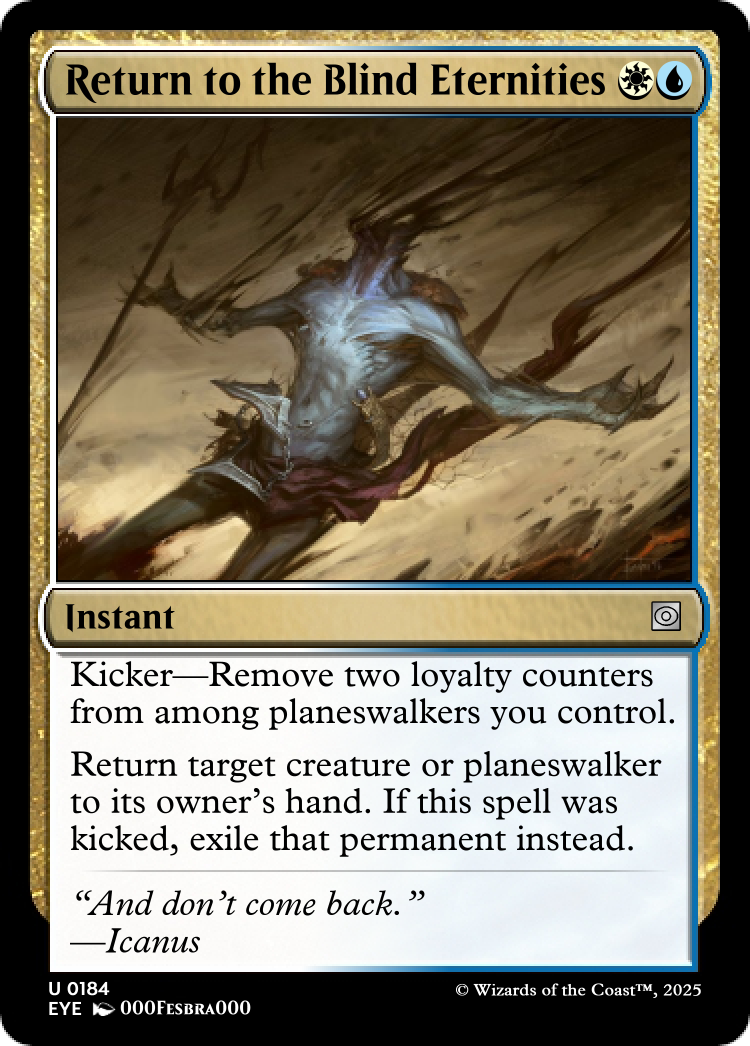 Return to the Blind Eternities
Instant
Kicker—Remove two loyalty counters
from among planeswalkers you control.
Return target creature or planeswalker
to its owner’s hand. If this spell was
kicked, exile that permanent instead.
“And don’t come back.”
—Icanus
U 0184
EYE 000Fesbra000
© Wizards of the Coast™, 2025